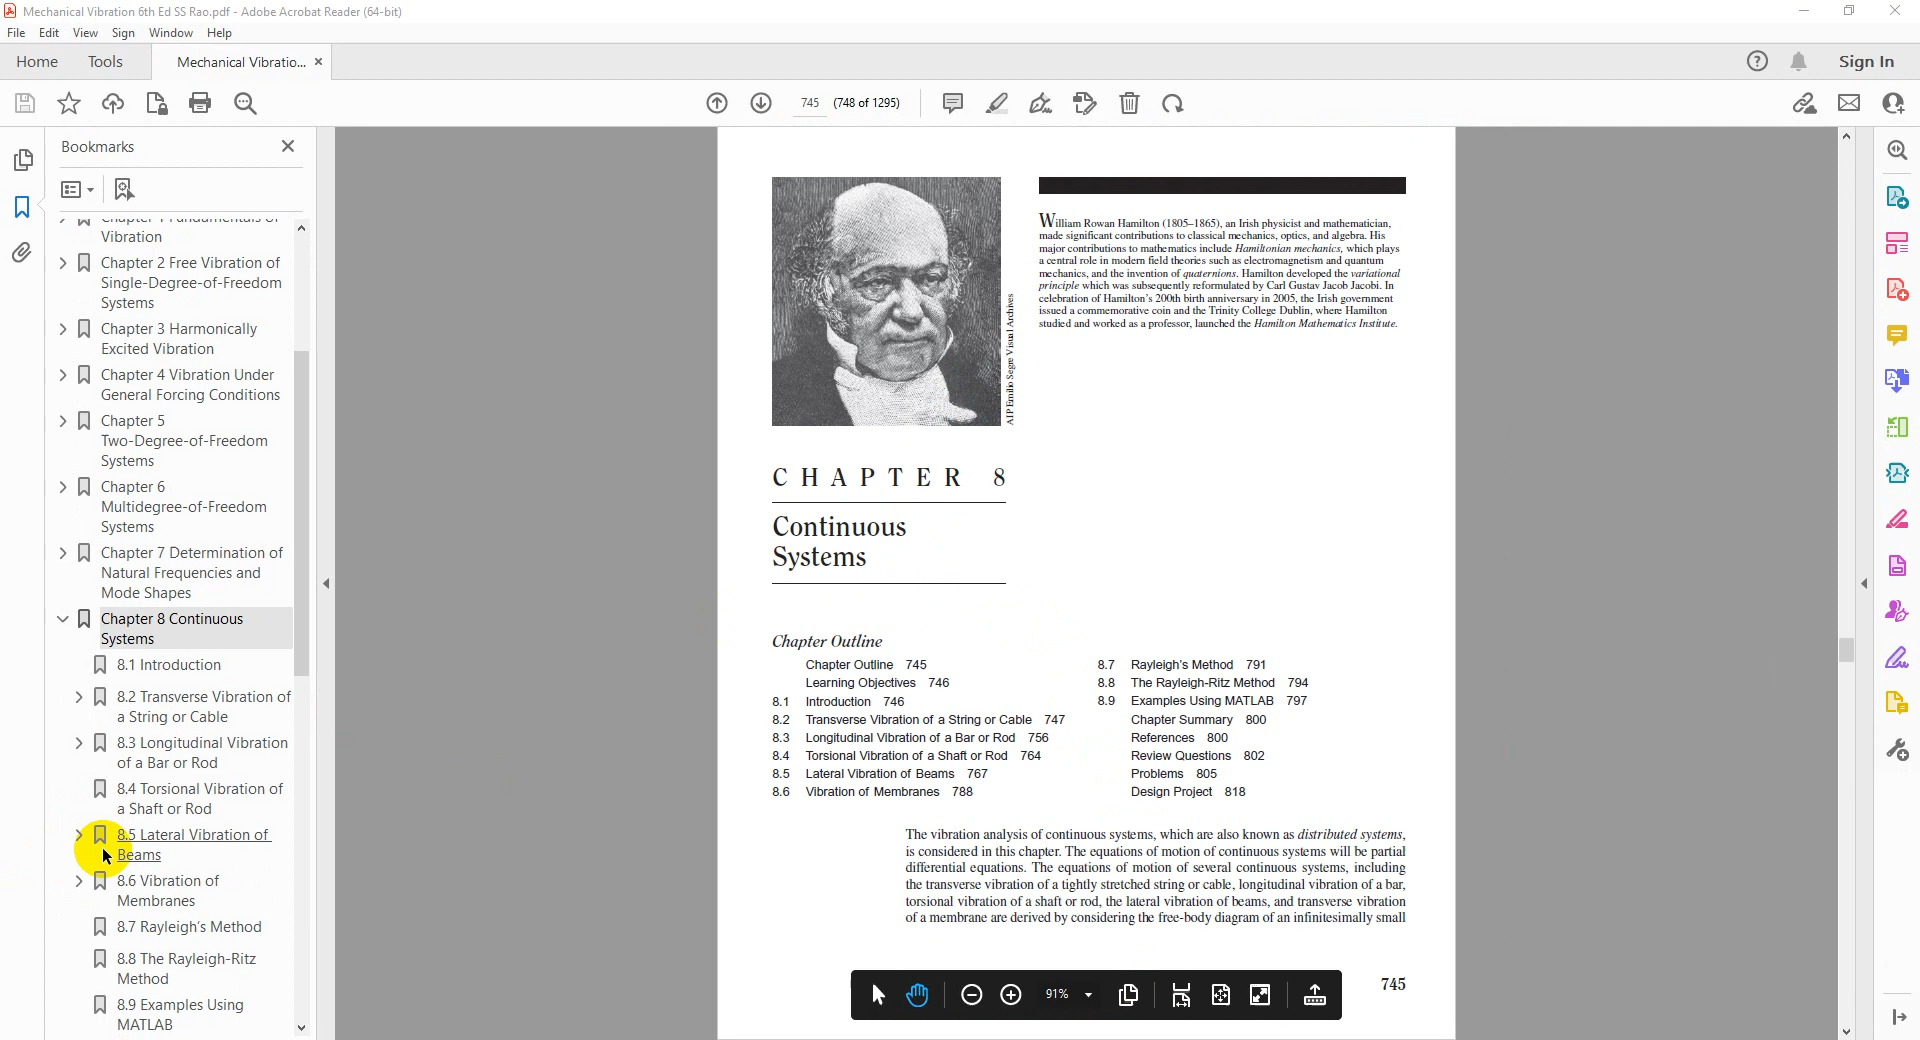 Mechanical Vibration 6th Ed SS Rao.pdf - Adobe Acrobat Reader (64-bit)
File Edit View Sign Window Help
Home Tools Mechanical Vibratio... ×
Sign In
745 (748 of 1295)
Bookmarks
Chapter 1 Fundamentals of
Vibration
Chapter 2 Free Vibration of
Single-Degree-of-Freedom
Systems
Chapter 3 Harmonically
Excited Vibration
Chapter 4 Vibration Under
General Forcing Conditions
Chapter 5
Two-Degree-of-Freedom
Systems
Chapter 6
Multidegree-of-Freedom
Systems
Chapter 7 Determination of
Natural Frequencies and
Mode Shapes
Chapter 8 Continuous
Systems
8.1 Introduction
8.2 Transverse Vibration of
a String or Cable
8.3 Longitudinal Vibration
of a Bar or Rod
8.4 Torsional Vibration of
a Shaft or Rod
8.5 Lateral Vibration of
Beams
8.6 Vibration of
Membranes
8.7 Rayleigh's Method
8.8 The Rayleigh-Ritz
Method
8.9 Examples Using
MATLAB
AIP Emilio Segre Visual Archives
William Rowan Hamilton (1805–1865), an Irish physicist and mathematician,
made significant contributions to classical mechanics, optics, and algebra. His
major contributions to mathematics include Hamiltonian mechanics, which plays
a central role in modern field theories such as electromagnetism and quantum
mechanics, and the invention of quaternions. Hamilton developed the variational
principle which was subsequently reformulated by Carl Gustav Jacob Jacobi. In
celebration of Hamilton's 200th birth anniversary in 2005, the Irish government
issued a commemorative coin and the Trinity College Dublin, where Hamilton
studied and worked as a professor, launched the Hamilton Mathematics Institute.
CHAPTER 8
Continuous
Systems
Chapter Outline
Chapter Outline 745
Learning Objectives 746
8.1 Introduction 746
8.2 Transverse Vibration of a String or Cable 747
8.3 Longitudinal Vibration of a Bar or Rod 756
8.4 Torsional Vibration of a Shaft or Rod 764
8.5 Lateral Vibration of Beams 767
8.6 Vibration of Membranes 788
8.7 Rayleigh's Method 791
8.8 The Rayleigh-Ritz Method 794
8.9 Examples Using MATLAB 797
Chapter Summary 800
References 800
Review Questions 802
Problems 805
Design Project 818
The vibration analysis of continuous systems, which are also known as distributed systems,
is considered in this chapter. The equations of motion of continuous systems will be partial
differential equations. The equations of motion of several continuous systems, including
the transverse vibration of a tightly stretched string or cable, longitudinal vibration of a bar,
torsional vibration of a shaft or rod, the lateral vibration of beams, and transverse vibration
of a membrane are derived by considering the free-body diagram of an infinitesimally small
91%
745